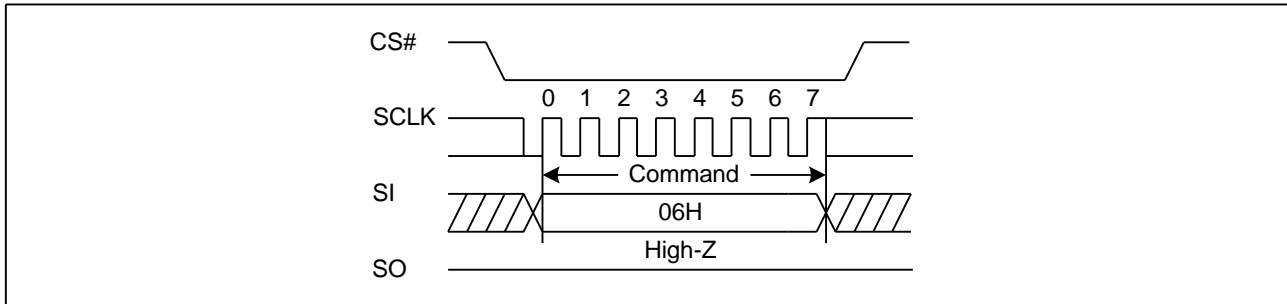 CS#
0 1 2 3 4 5 6 7
SCLK
Command
SI
06H
High-Z
SO